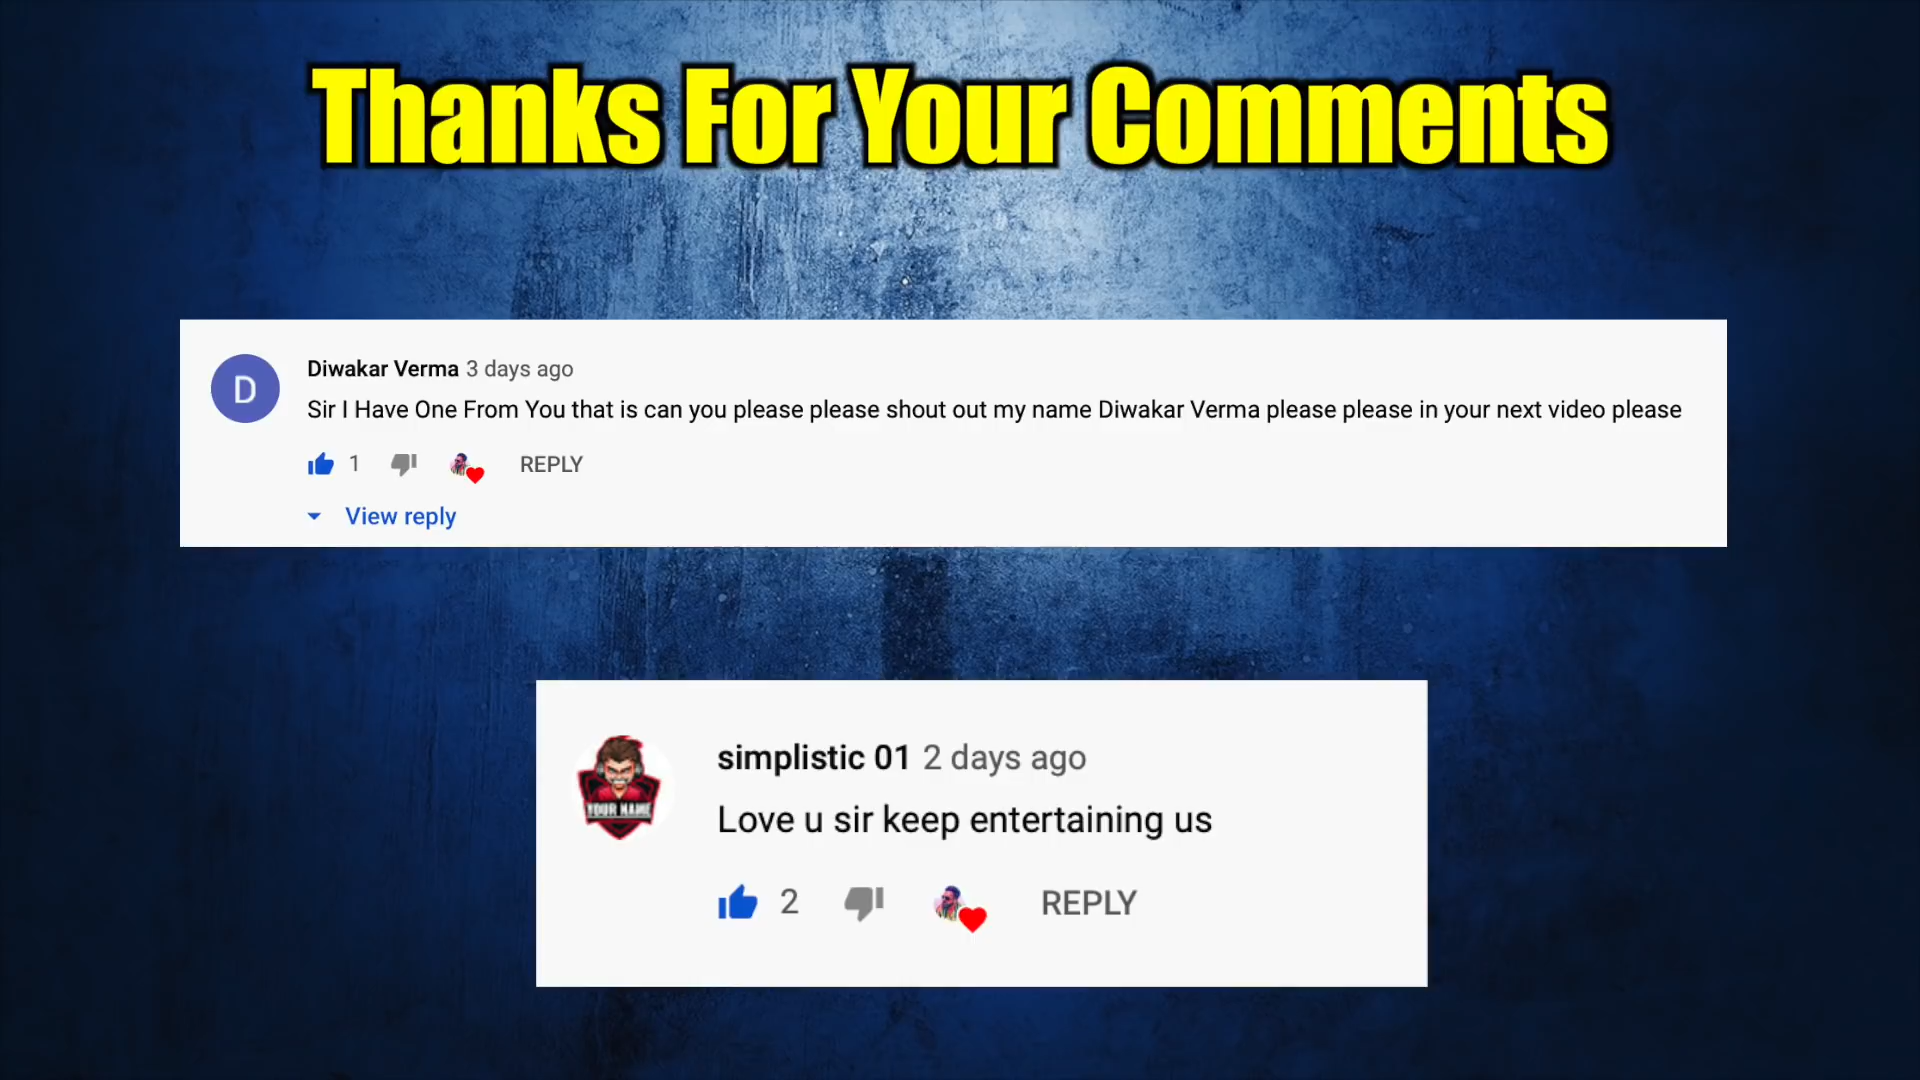 Thanks For Your Comments
D
Diwakar Verma 3 days ago
Sir I Have One From You that is can you please please shout out my name Diwakar Verma please please in your next video please
1 REPLY
View reply
simplistic 01 2 days ago
YOUR NAME
Love u sir keep entertaining us
2 REPLY